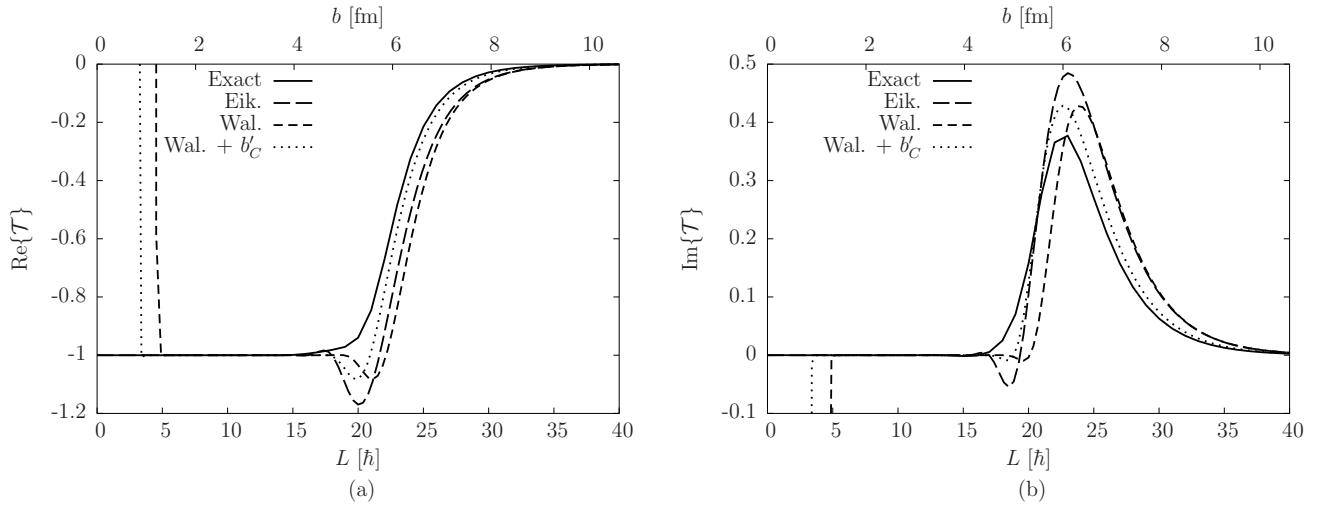 b [fm]
0 2 4 6 8 10
0
-0.2
-0.4
-0.6
-0.8
-1
-1.2
Re{𝒯}
Exact
Eik.
Wal.
Wal. + b′_C
0 5 10 15 20 25 30 35 40
L [ℏ]
(a)
b [fm]
0 2 4 6 8 10
0.5
0.4
0.3
0.2
0.1
0
-0.1
Im{𝒯}
Exact
Eik.
Wal.
Wal. + b′_C
0 5 10 15 20 25 30 35 40
L [ℏ]
(b)